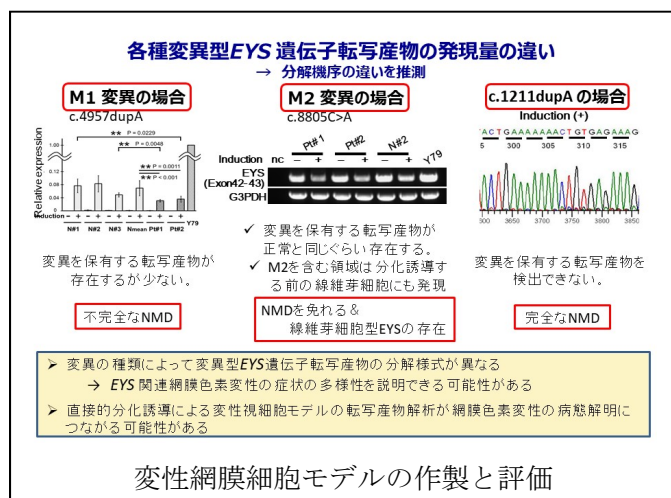 各種変異型EYS 遺伝子転写産物の発現量の違い
→ 分解機序の違いを推測
M1 変異の場合
c.4957dupA
Relative expression
1.00
0.20
0.10
** P = 0.0229
** P = 0.0048
** P = 0.0011
** P < 0.001
Induction − + − + − + − + + +
N#1 N#2 N#3 Nmean Pt#1 Pt#2 Y79
変異を保有する転写産物が
存在するが少ない。
不完全なNMD
M2 変異の場合
c.8805C>A
Pt#1 Pt#2 N#2
Induction nc − + − + − + Y79
EYS
(Exon42-43)
G3PDH
✓ 変異を保有する転写産物が
正常と同じぐらい存在する。
✓ M2を含む領域は分化誘導す
る前の線維芽細胞にも発現
NMDを免れる＆
線維芽細胞型EYSの存在
c.1211dupA の場合
Induction (+)
ACTGAAAAAAACTGTGAGAAAG
5 300 305 310 315
3700 3750 3800 3850
変異を保有する転写産物を
検出できない。
完全なNMD
➢ 変異の種類によって変異型EYS遺伝子転写産物の分解様式が異なる
→ EYS 関連網膜色素変性の症状の多様性を説明できる可能性がある
➢ 直接的分化誘導による変性視細胞モデルの転写産物解析が網膜色素変性の病態解明に
つながる可能性がある
変性網膜細胞モデルの作製と評価